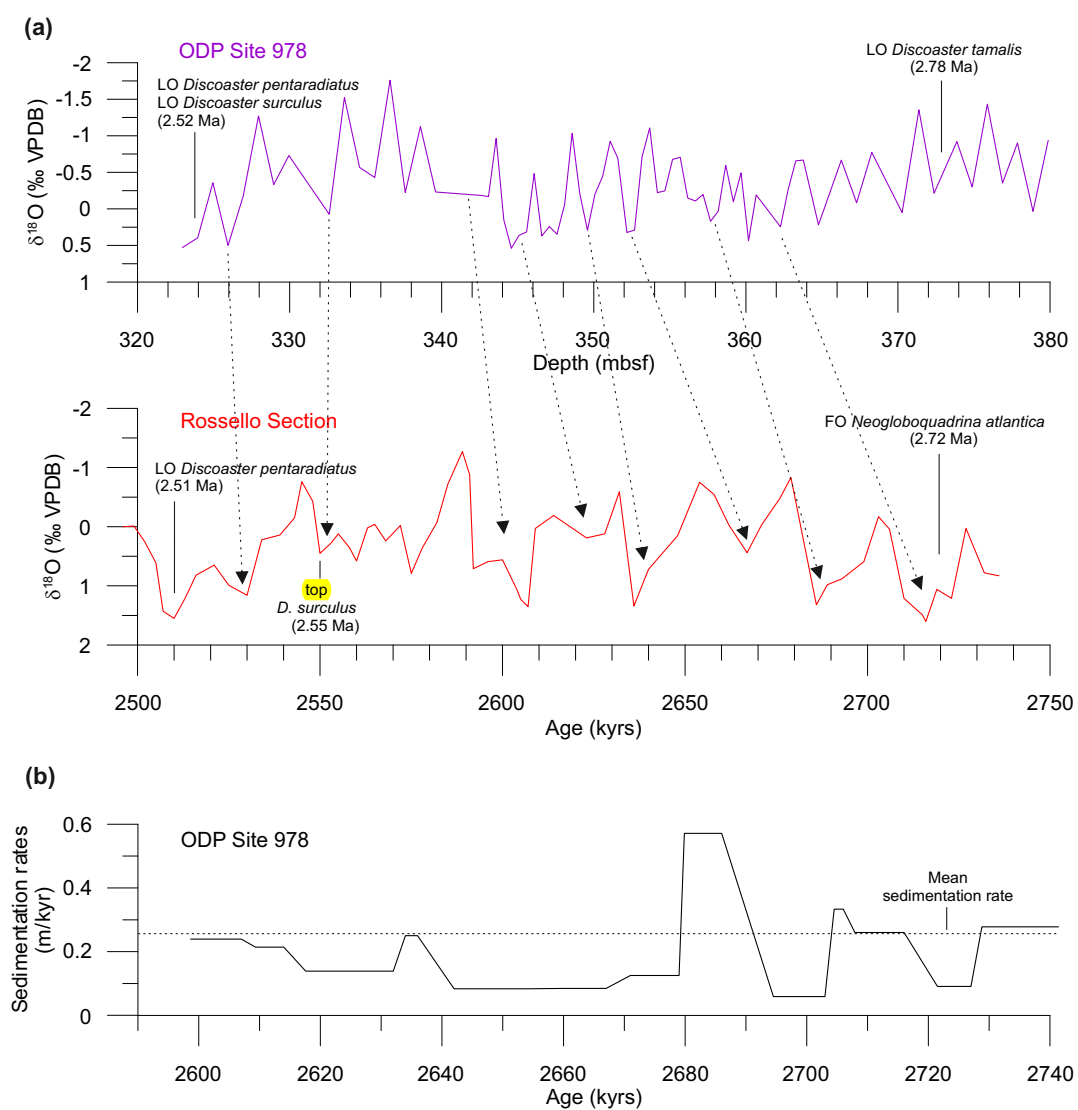 (a)
ODP Site 978
LO Discoaster pentaradiatus
LO Discoaster surculus
(2.52 Ma)
LO Discoaster tamalis
(2.78 Ma)
-2
-1.5
-1
-0.5
0
0.5
1
δ18O (‰ VPDB)
320 330 340 350 360 370 380
Depth (mbsf)
Rossello Section
LO Discoaster pentaradiatus
(2.51 Ma)
FO Neogloboquadrina atlantica
(2.72 Ma)
top
D. surculus
(2.55 Ma)
-2
-1
0
1
2
δ18O (‰ VPDB)
2500 2550 2600 2650 2700 2750
Age (kyrs)
(b)
ODP Site 978
Mean
sedimentation rate
0.6
0.4
0.2
0
Sedimentation rates
(m/kyr)
2600 2620 2640 2660 2680 2700 2720 2740
Age (kyrs)